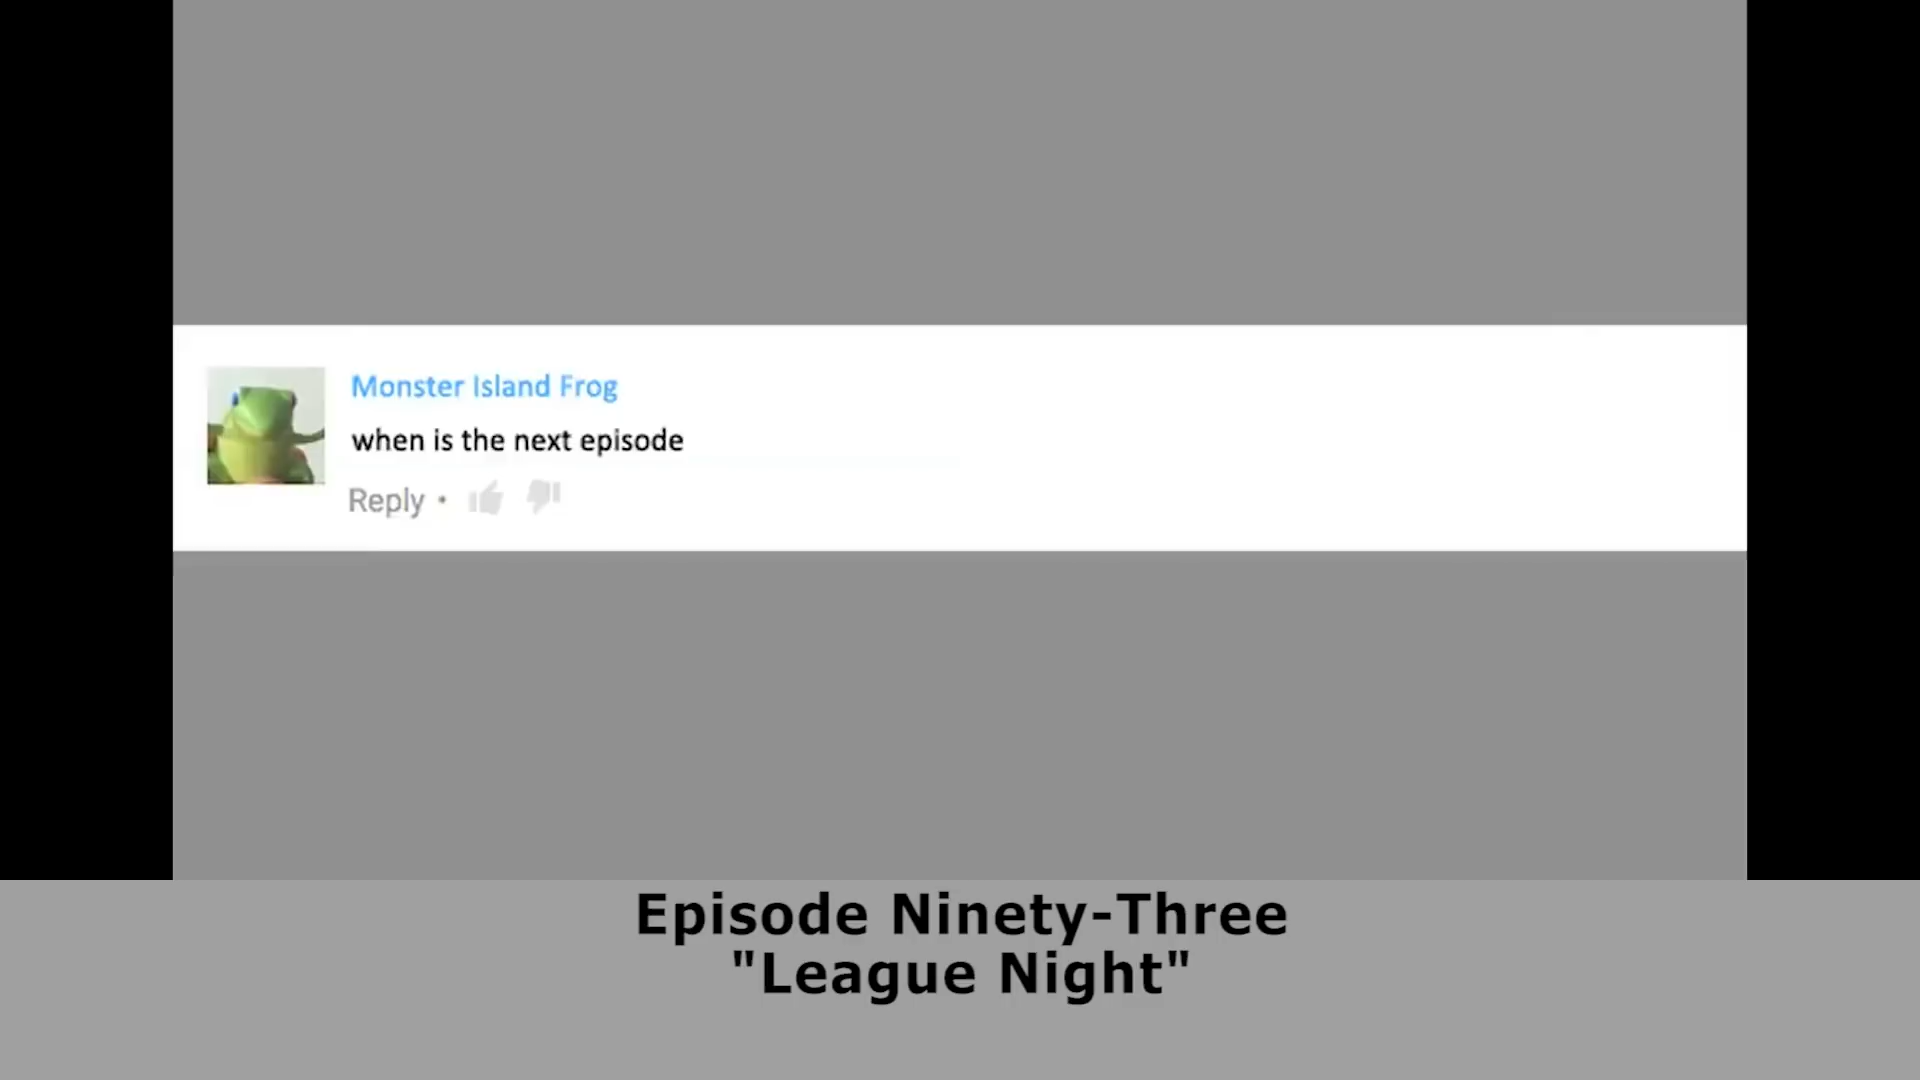 Monster Island Frog
when is the next episode
Reply •
Episode Ninety-Three
"League Night"